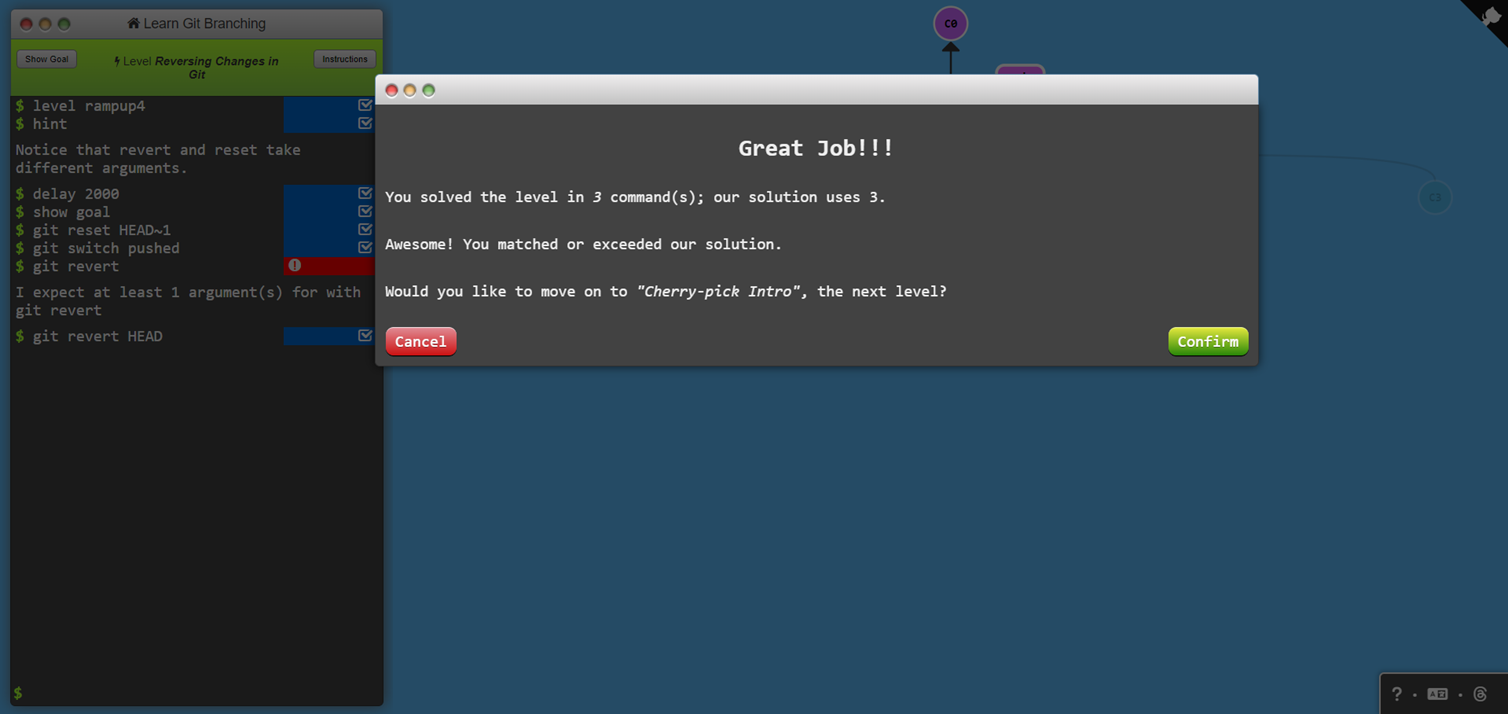 Learn Git Branching
Show Goal
Level Reversing Changes in
Git
Instructions
$ level rampup4
$ hint
Notice that revert and reset take
different arguments.
$ delay 2000
$ show goal
$ git reset HEAD~1
$ git switch pushed
$ git revert
I expect at least 1 argument(s) for with
git revert
$ git revert HEAD
$
C0
Great Job!!!
You solved the level in 3 command(s); our solution uses 3.
Awesome! You matched or exceeded our solution.
Would you like to move on to "Cherry-pick Intro", the next level?
Cancel
Confirm
C3
?